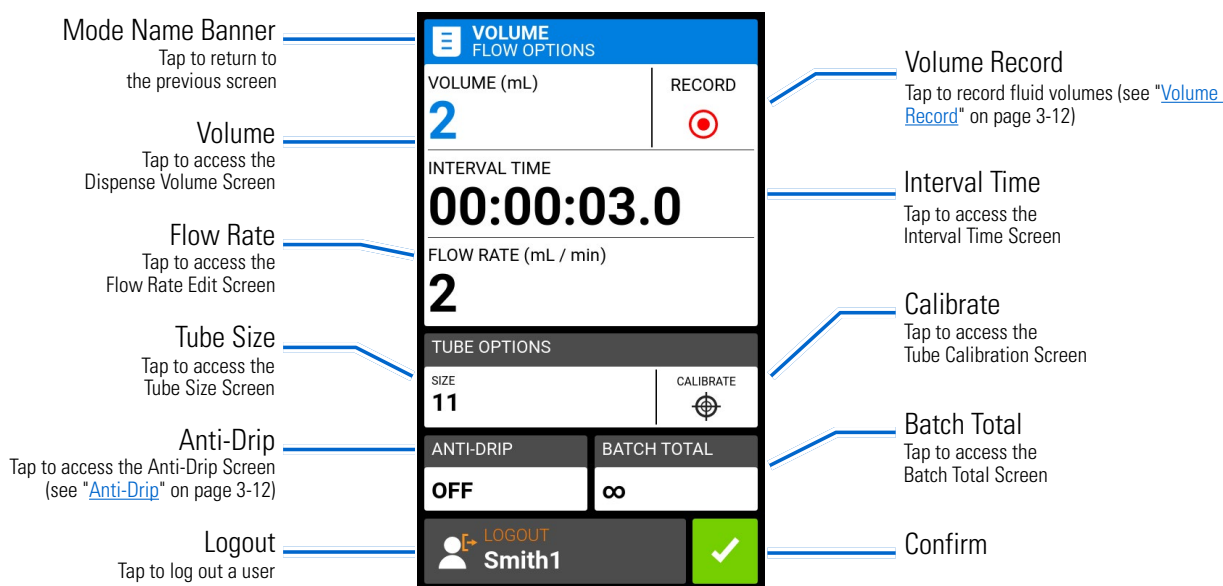 Mode Name Banner
Tap to return to
the previous screen
Volume
Tap to access the
Dispense Volume Screen
Flow Rate
Tap to access the
Flow Rate Edit Screen
Tube Size
Tap to access the
Tube Size Screen
Anti-Drip
Tap to access the Anti-Drip Screen
(see "Anti-Drip" on page 3-12)
Logout
Tap to log out a user
VOLUME
FLOW OPTIONS
VOLUME (mL)
2
RECORD
INTERVAL TIME
00:00:03.0
FLOW RATE (mL / min)
2
TUBE OPTIONS
SIZE
11
CALIBRATE
ANTI-DRIP
OFF
BATCH TOTAL
∞
LOGOUT
Smith1
Volume Record
Tap to record fluid volumes (see "Volume
Record" on page 3-12)
Interval Time
Tap to access the
Interval Time Screen
Calibrate
Tap to access the
Tube Calibration Screen
Batch Total
Tap to access the
Batch Total Screen
Confirm